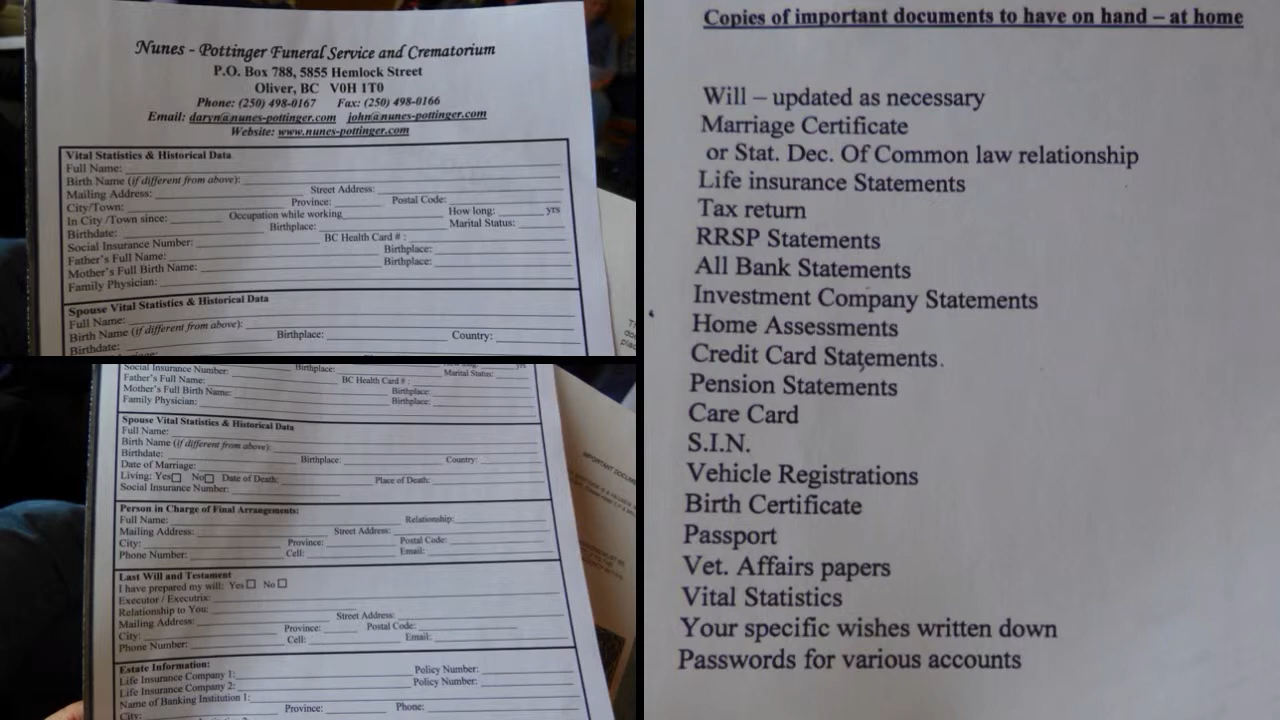 Nunes - Pottinger Funeral Service and Crematorium
P.O. Box 788, 5855 Hemlock Street
Oliver, BC V0H 1T0
Phone: (250) 498-0167 Fax: (250) 498-0166
Email: daryn@nunes-pottinger.com john@nunes-pottinger.com
Website: www.nunes-pottinger.com
Vital Statistics & Historical Data
Full Name:
Birth Name (if different from above):
Mailing Address: Street Address:
City/Town: Province: Postal Code:
In City /Town since: Occupation while working How long: yrs
Birthdate: Birthplace: Marital Status:
Social Insurance Number: BC Health Card # :
Father's Full Name: Birthplace:
Mother's Full Birth Name: Birthplace:
Family Physician:
Spouse Vital Statistics & Historical Data
Full Name:
Birth Name (if different from above):
Birthdate: Birthplace: Country:
Social Insurance Number: Birthplace: Marital Status: yrs
Father's Full Name: BC Health Card # :
Mother's Full Birth Name: Birthplace:
Family Physician: Birthplace:
Spouse Vital Statistics & Historical Data
Full Name:
Birth Name (if different from above):
Birthdate: Birthplace: Country:
Date of Marriage:
Living: Yes No Date of Death: Place of Death:
Social Insurance Number:
Person in Charge of Final Arrangements:
Full Name: Relationship:
Mailing Address: Street Address:
City: Province: Postal Code:
Phone Number: Cell: Email:
Last Will and Testament
I have prepared my will: Yes No
Executor / Executrix:
Relationship to You:
Mailing Address: Street Address:
City: Province: Postal Code:
Phone Number: Cell: Email:
Estate Information:
Life Insurance Company 1: Policy Number:
Life Insurance Company 2: Policy Number:
Name of Banking Institution 1:
City: Province: Phone:
Copies of important documents to have on hand – at home
Will – updated as necessary
Marriage Certificate
or Stat. Dec. Of Common law relationship
Life insurance Statements
Tax return
RRSP Statements
All Bank Statements
Investment Company Statements
Home Assessments
Credit Card Statements.
Pension Statements
Care Card
S.I.N.
Vehicle Registrations
Birth Certificate
Passport
Vet. Affairs papers
Vital Statistics
Your specific wishes written down
Passwords for various accounts